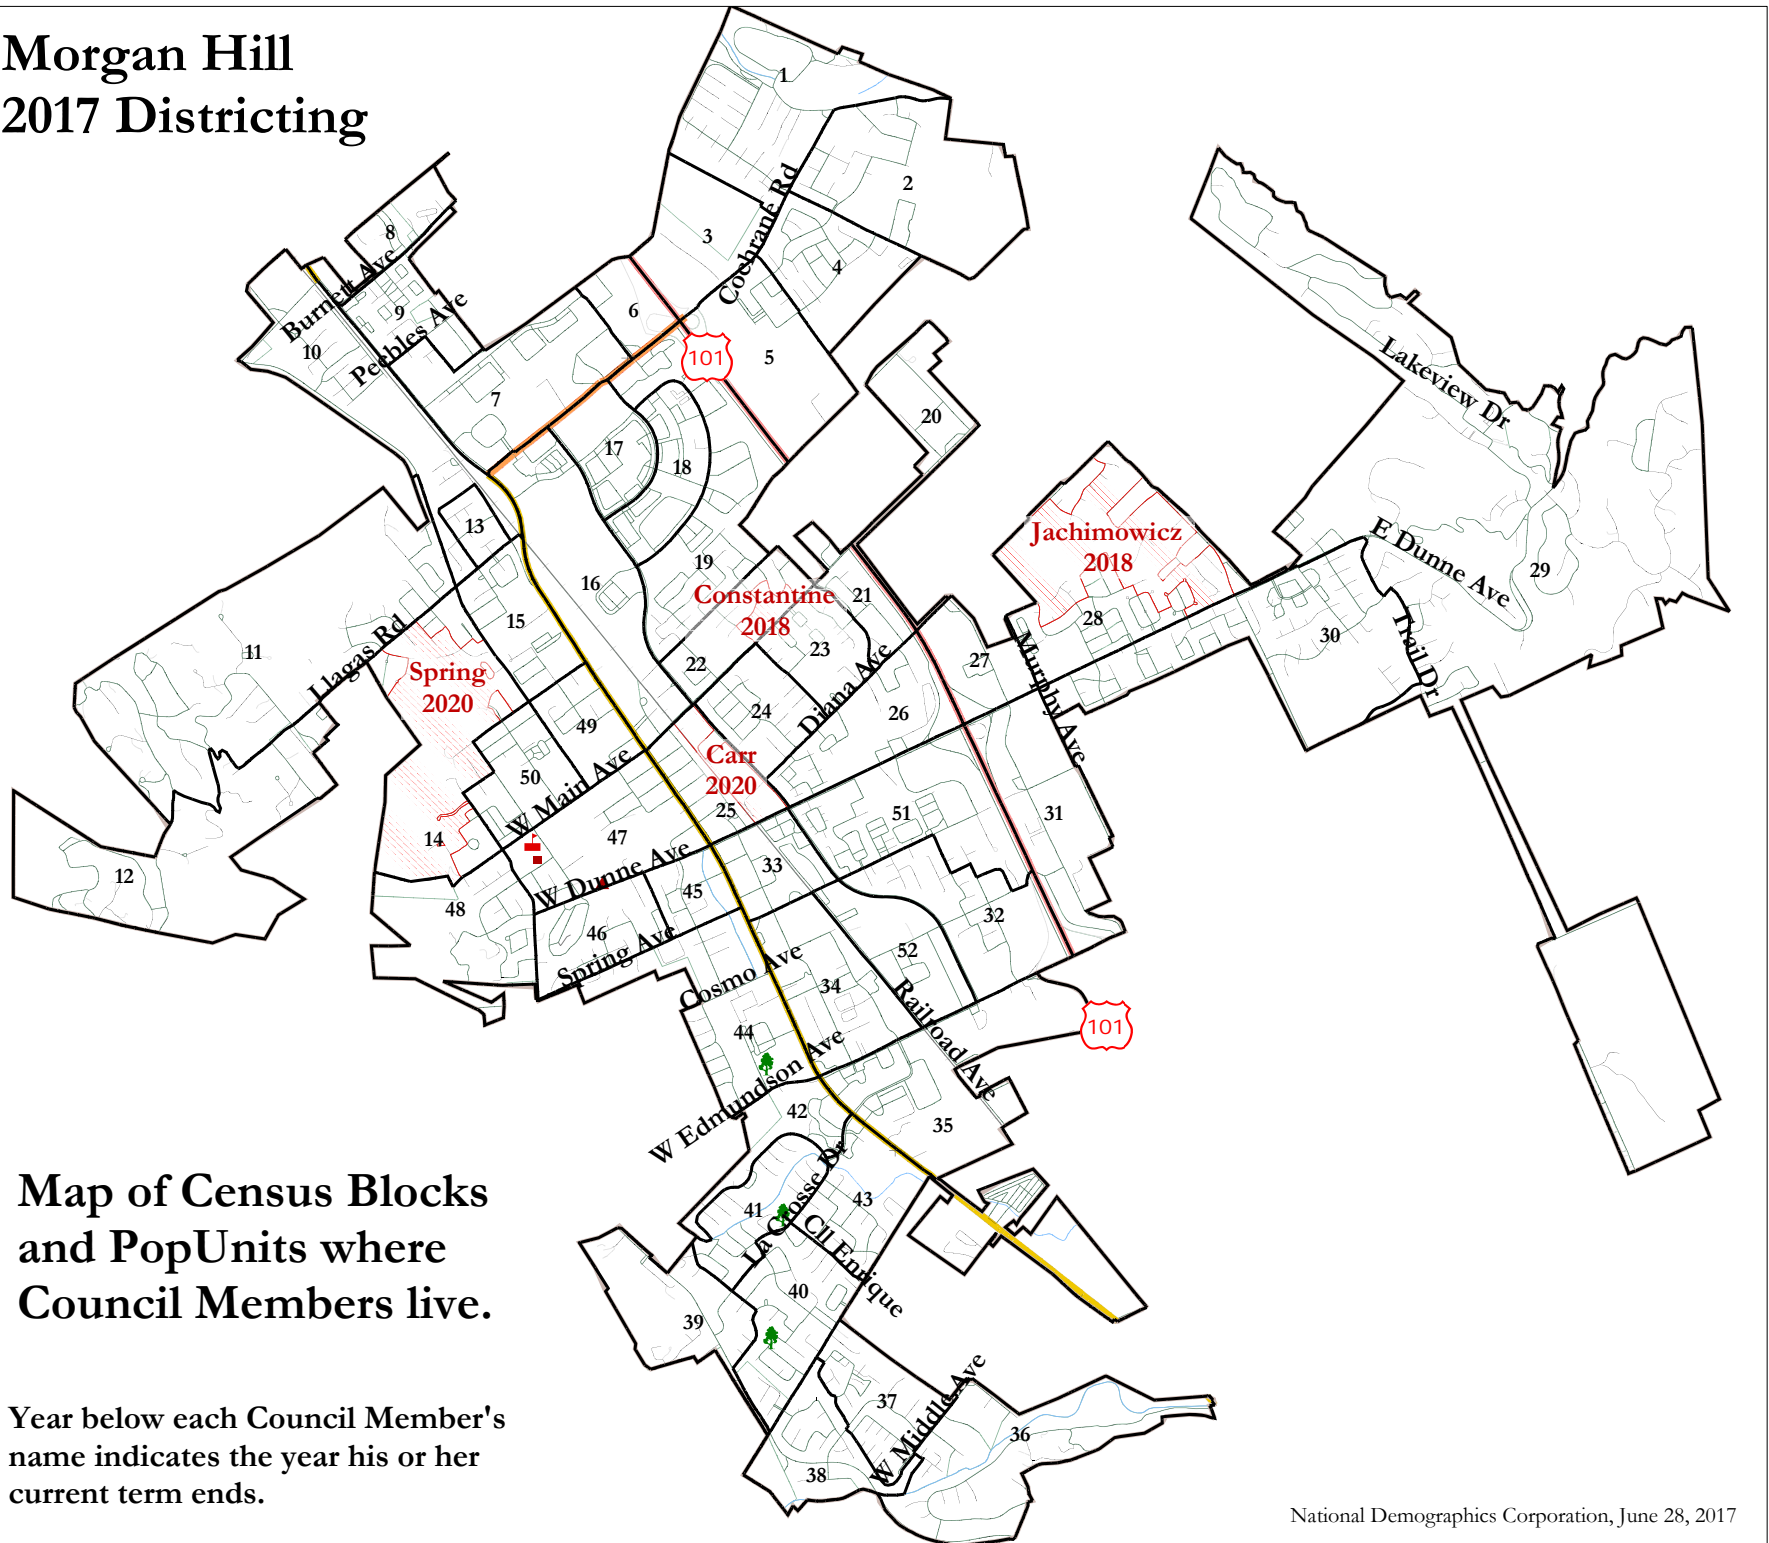 Morgan Hill
2017 Districting
1
2
Cochrane Rd
3
4
8
Burnett Ave
9
Peebles Ave
10
6
101
5
7
Lakeview Dr
20
17
18
13
Jachimowicz
2018
E Dunne Ave
29
16
19
Constantine
2018
21
15
28
30
Trail Dr
11
Llagas Rd
Spring
2020
22
23
Diana Ave
27
Murphy Ave
49
24
26
Carr
2020
50
W Main Ave
25
51
31
14
47
W Dunne Ave
33
12
48
45
32
46
Spring Ave
52
Cosmo Ave
34
Railroad Ave
44
101
W Edmundson Ave
42
35
Map of Census Blocks
and PopUnits where
Council Members live.
41
La Crosse Dr
43
Cll Enrique
40
39
Year below each Council Member's
name indicates the year his or her
current term ends.
37
W Middle Ave
36
38
National Demographics Corporation, June 28, 2017